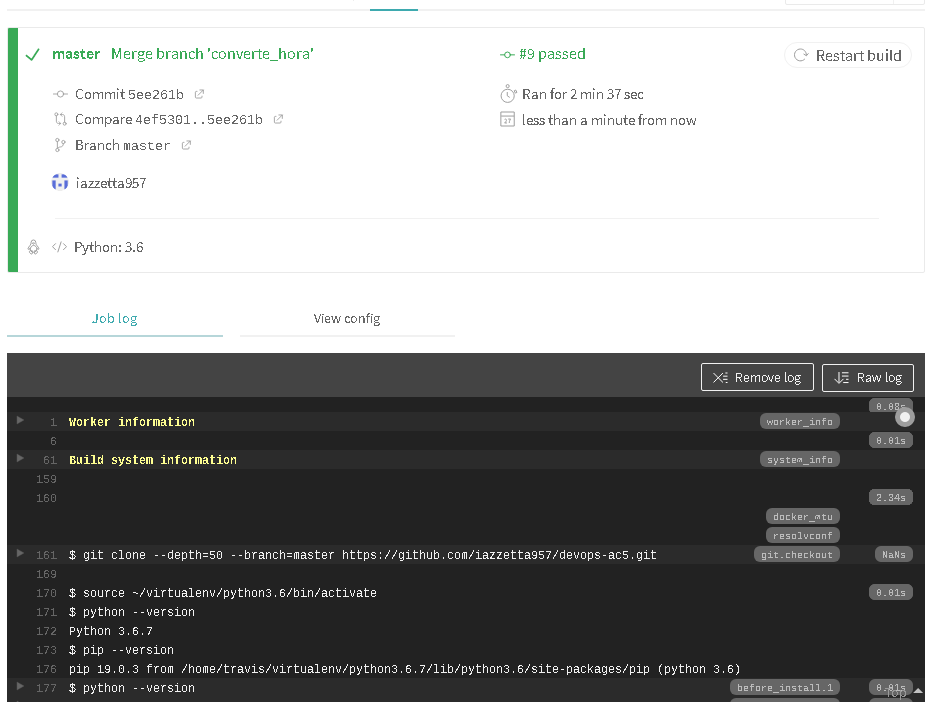 master Merge branch 'converte_hora'
#9 passed
Restart build
Commit 5ee261b
Ran for 2 min 37 sec
Compare 4ef5301..5ee261b
27 less than a minute from now
Branch master
iazzetta957
</> Python: 3.6
Job log
View config
Remove log
Raw log
1 Worker information worker_info
6 0.01s
61 Build system information system_info
159
160 2.34s
docker_mtu
resolvconf
161 $ git clone --depth=50 --branch=master https://github.com/iazzetta957/devops-ac5.git git.checkout NaNs
169
170 $ source ~/virtualenv/python3.6/bin/activate 0.01s
171 $ python --version
172 Python 3.6.7
173 $ pip --version
176 pip 19.0.3 from /home/travis/virtualenv/python3.6.7/lib/python3.6/site-packages/pip (python 3.6)
177 $ python --version before_install.1 0.01s
Top